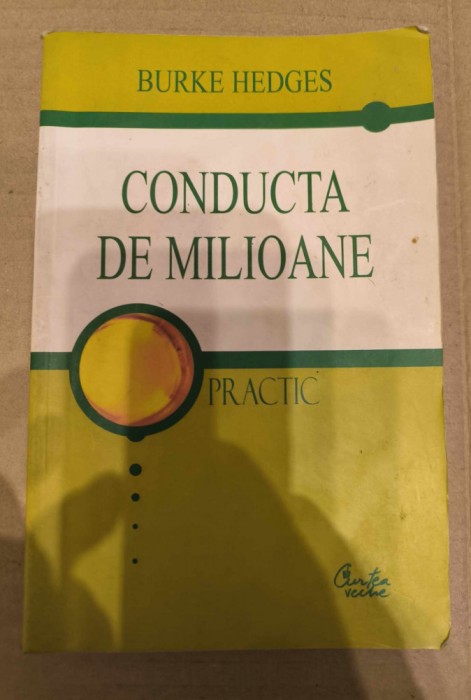 BURKE HEDGES
CONDUCTA
DE MILIOANE
PRACTIC
Curtea
veche